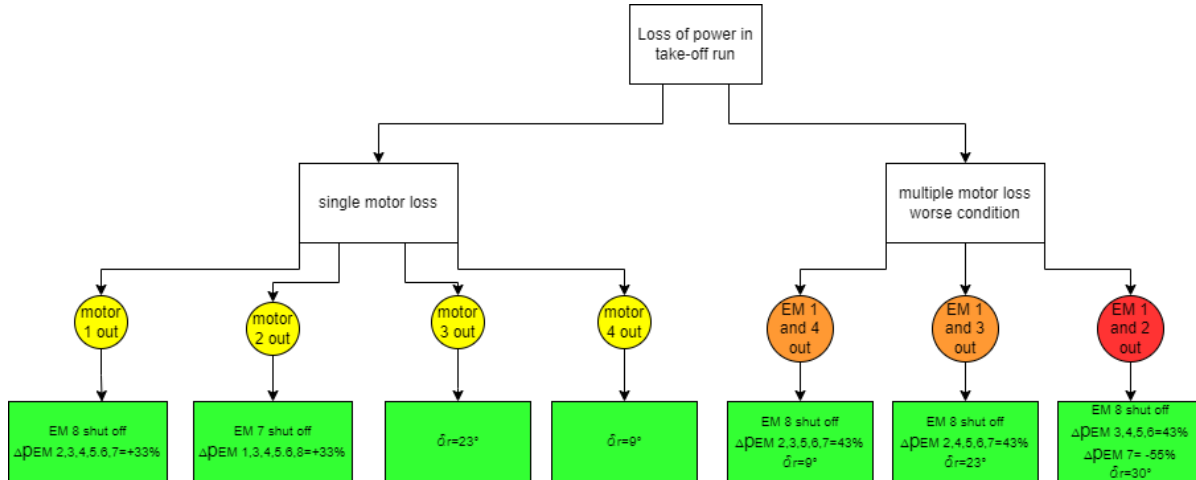 Loss of power in
take-off run
single motor loss
multiple motor loss
worse condition
motor
1 out
motor
2 out
motor
3 out
motor
4 out
EM 1
and 4
out
EM 1
and 3
out
EM 1
and 2
out
EM 8 shut off
ΔpEM 2,3,4,5.6,7=+33%
EM 7 shut off
ΔpEM 1,3,4,5.6,8=+33%
δr=23°
δr=9°
EM 8 shut off
ΔpEM 2,3,5,6,7=43%
δr=9°
EM 8 shut off
ΔpEM 2,4,5,6,7=43%
δr=23°
EM 8 shut off
ΔpEM 3,4,5,6=43%
ΔpEM 7= -55%
δr=30°